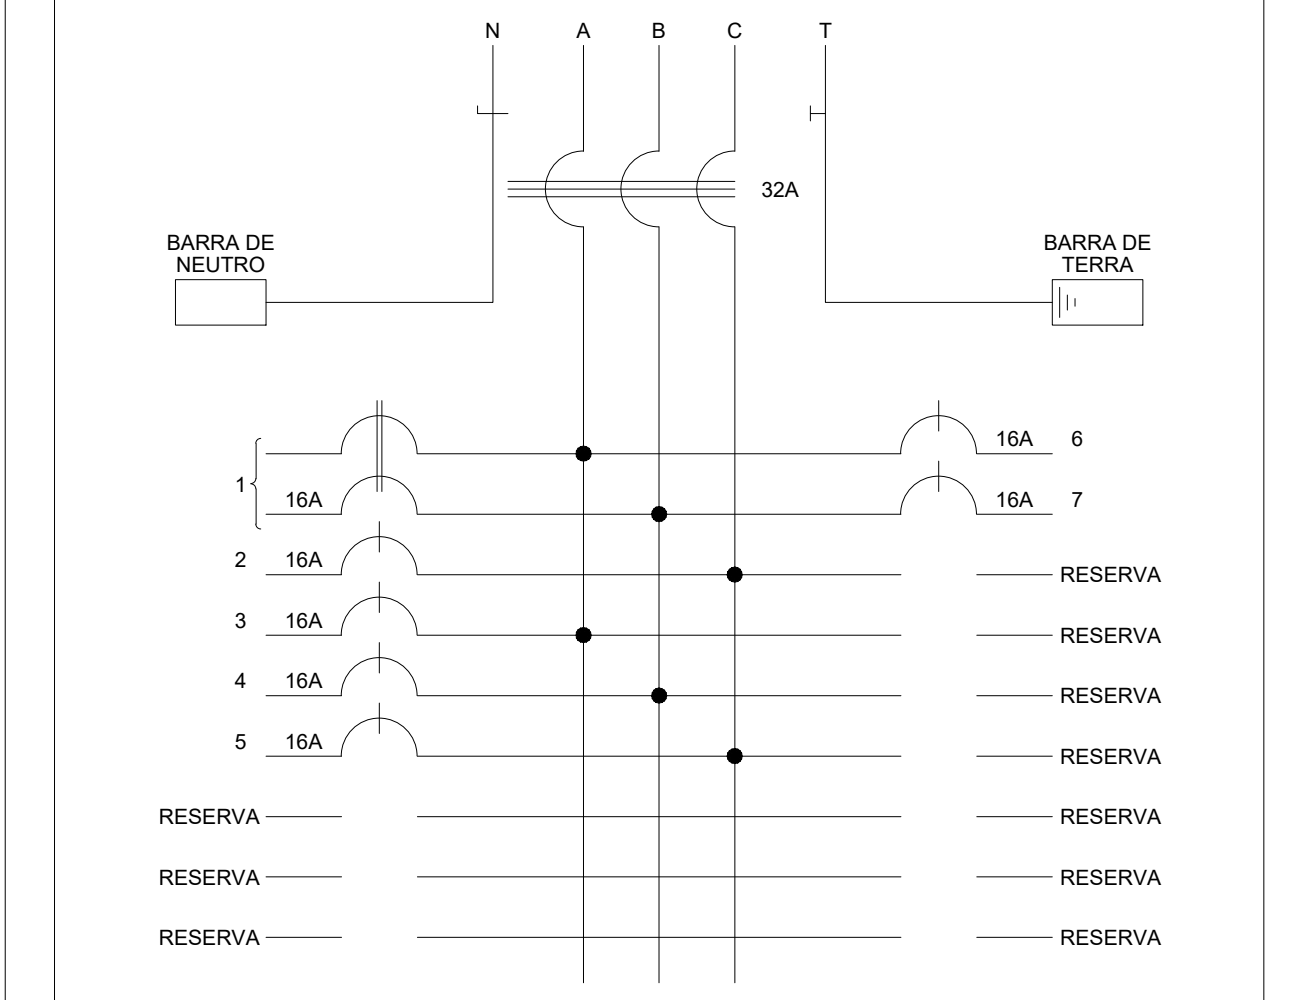 N A B C T
32A
BARRA DE
NEUTRO
BARRA DE
TERRA
16A 6
1 16A
16A 7
2 16A
RESERVA
3 16A
RESERVA
4 16A
RESERVA
5 16A
RESERVA
RESERVA
RESERVA
RESERVA
RESERVA
RESERVA
RESERVA